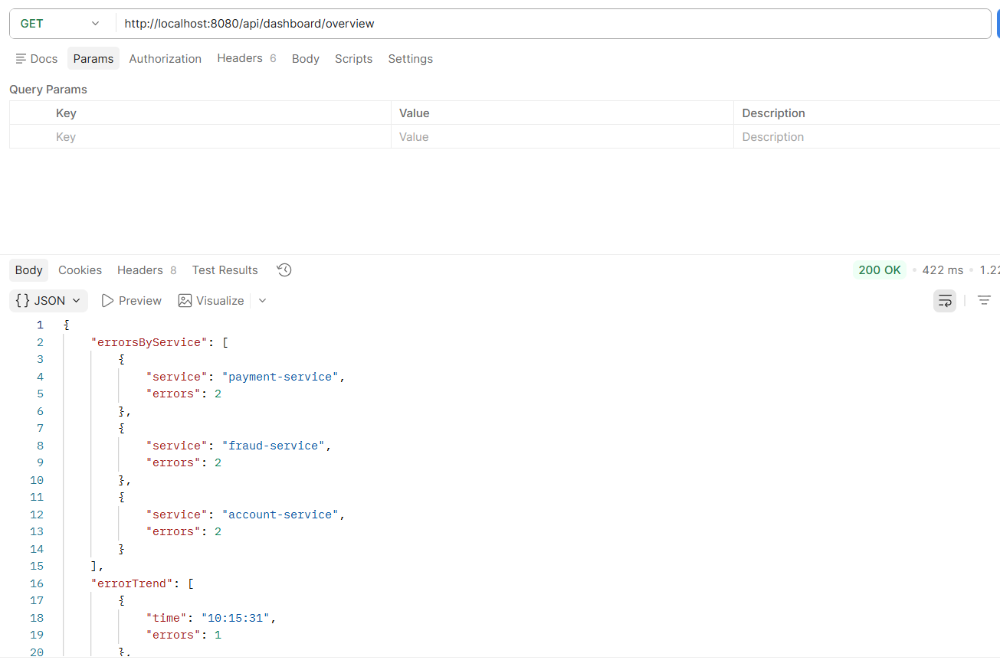 GET http://localhost:8080/api/dashboard/overview
Docs Params Authorization Headers 6 Body Scripts Settings
Query Params
Key Value Description
Key Value Description
Body Cookies Headers 8 Test Results 200 OK • 422 ms • 1.22
{} JSON Preview Visualize
1 {
2 "errorsByService": [
3 {
4 "service": "payment-service",
5 "errors": 2
6 },
7 {
8 "service": "fraud-service",
9 "errors": 2
10 },
11 {
12 "service": "account-service",
13 "errors": 2
14 }
15 ],
16 "errorTrend": [
17 {
18 "time": "10:15:31",
19 "errors": 1
20 },